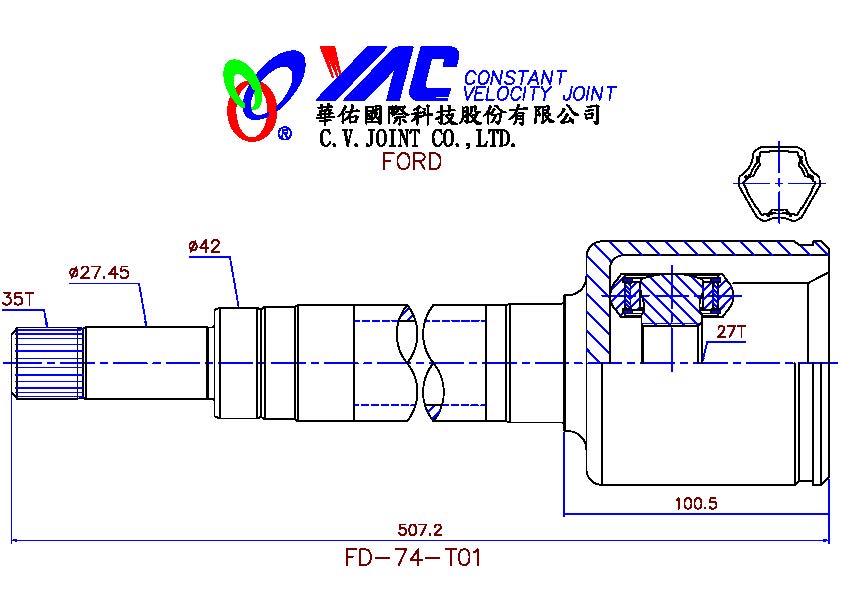 YAC CONSTANT
VELOCITY JOINT
®
華佑國際科技股份有限公司
C.V.JOINT CO.,LTD.
FORD
ø42
ø27.45
35T
27T
100.5
507.2
FD-74-T01